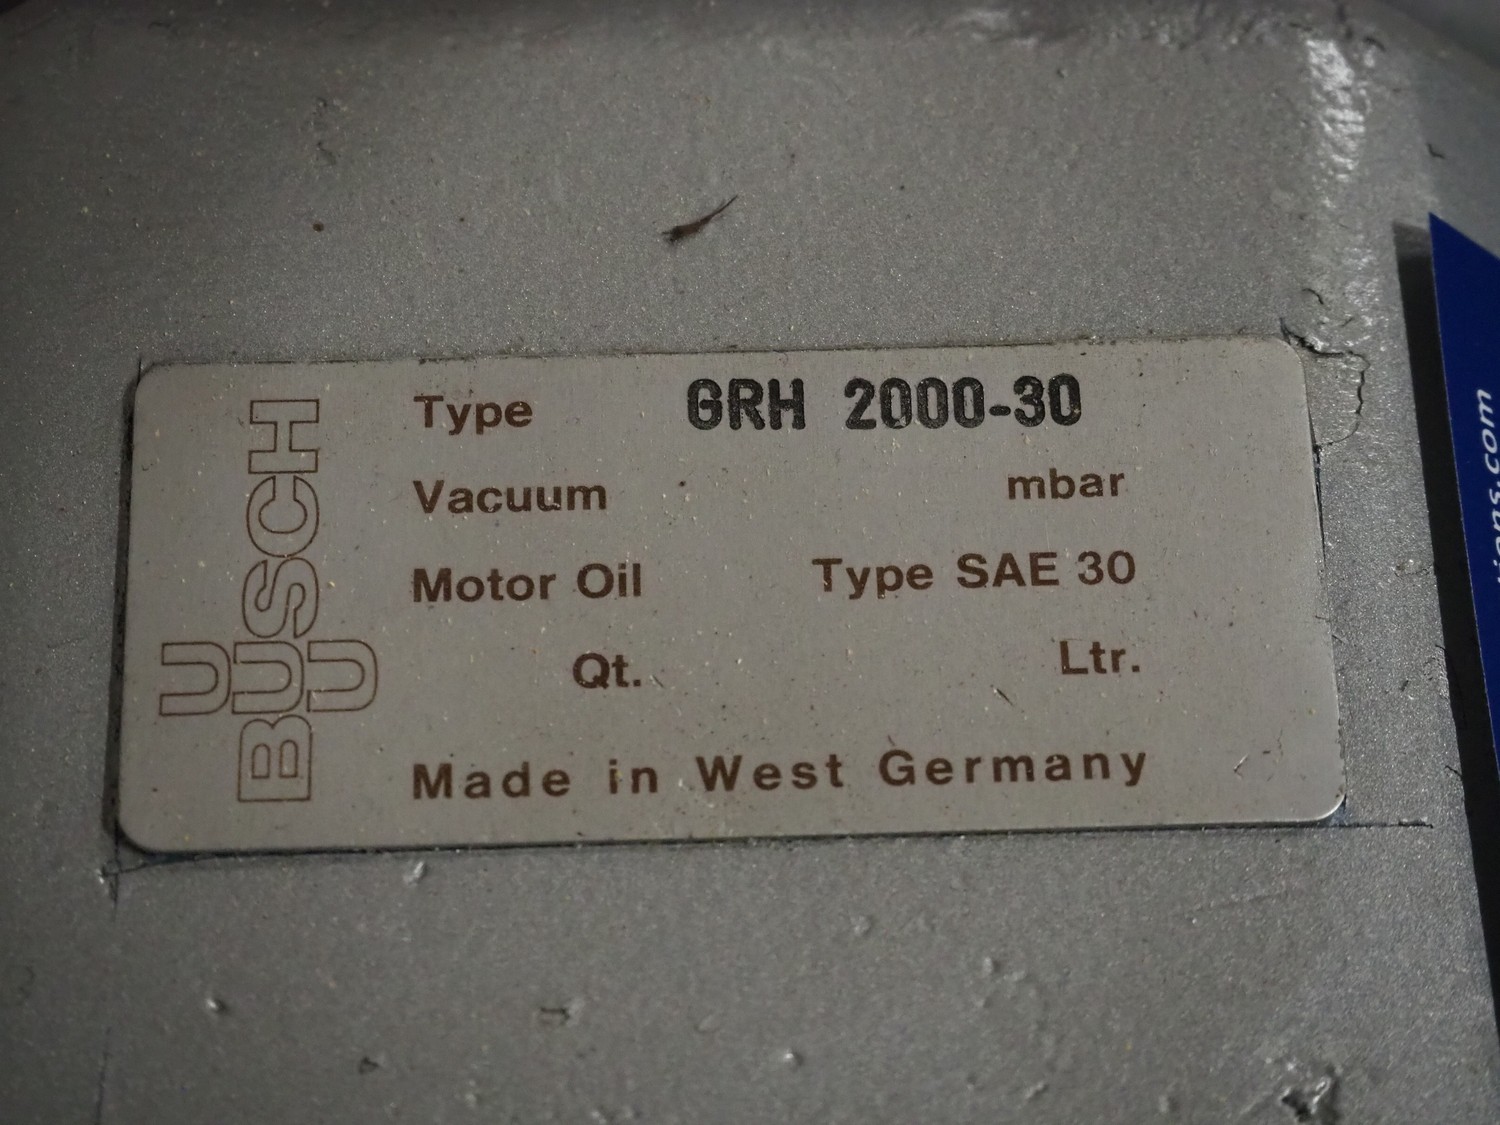 BUSCH
U U
Type GRH 2000-30
Vacuum mbar
Motor Oil Type SAE 30
Qt. Ltr.
Made in West Germany